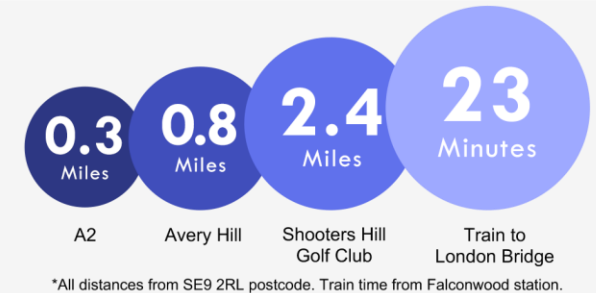 0.3
Miles
0.8
Miles
2.4
Miles
23
Minutes
A2
Avery Hill
Shooters Hill
Golf Club
Train to
London Bridge
*All distances from SE9 2RL postcode. Train time from Falconwood station.